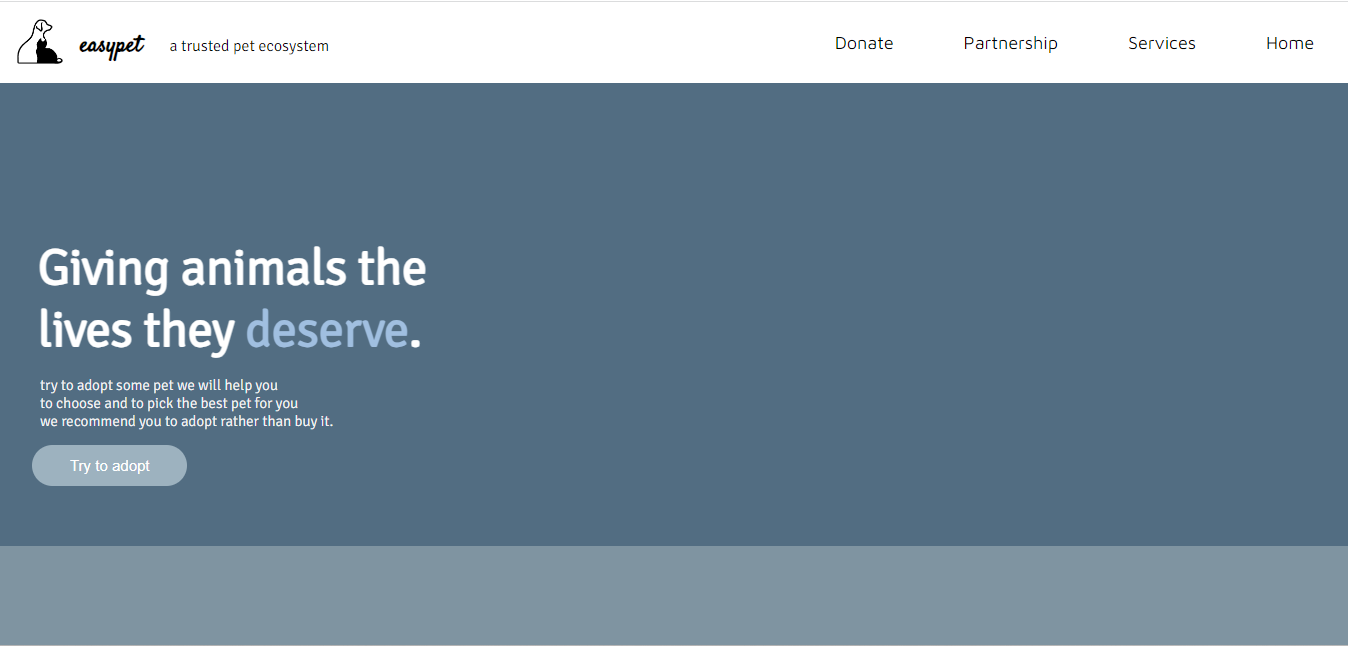 easypet a trusted pet ecosystem Donate Partnership Services Home
Giving animals the
lives they deserve.
try to adopt some pet we will help you
to choose and to pick the best pet for you
we recommend you to adopt rather than buy it.
Try to adopt